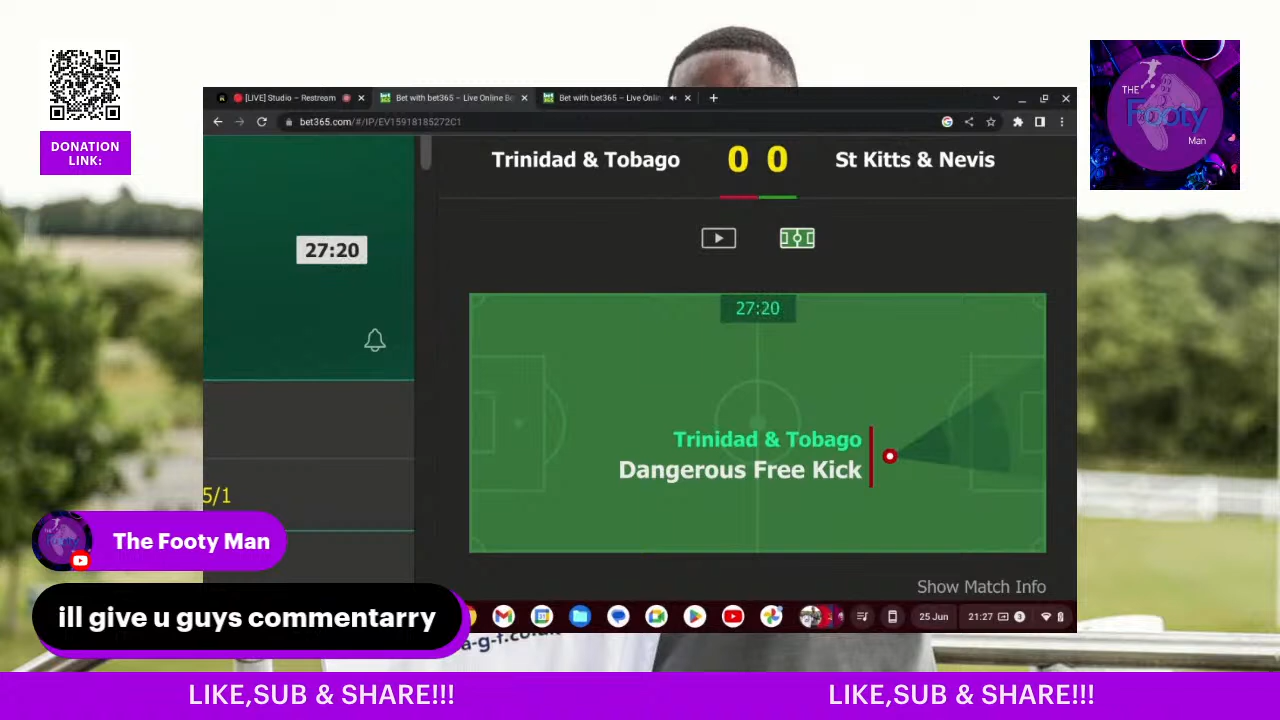 DONATION
LINK:
[LIVE] Studio – Restream
Bet with bet365 – Live Online Be
Bet with bet365 – Live Onlin
bet365.com/#/IP/EV15918185272C1
THE
Footy
Man
Trinidad & Tobago
0 0
St Kitts & Nevis
27:20
27:20
Trinidad & Tobago
Dangerous Free Kick
5/1
Show Match Info
The Footy Man
ill give u guys commentarry
25 Jun
21:27
3
LIKE,SUB & SHARE!!!
LIKE,SUB & SHARE!!!